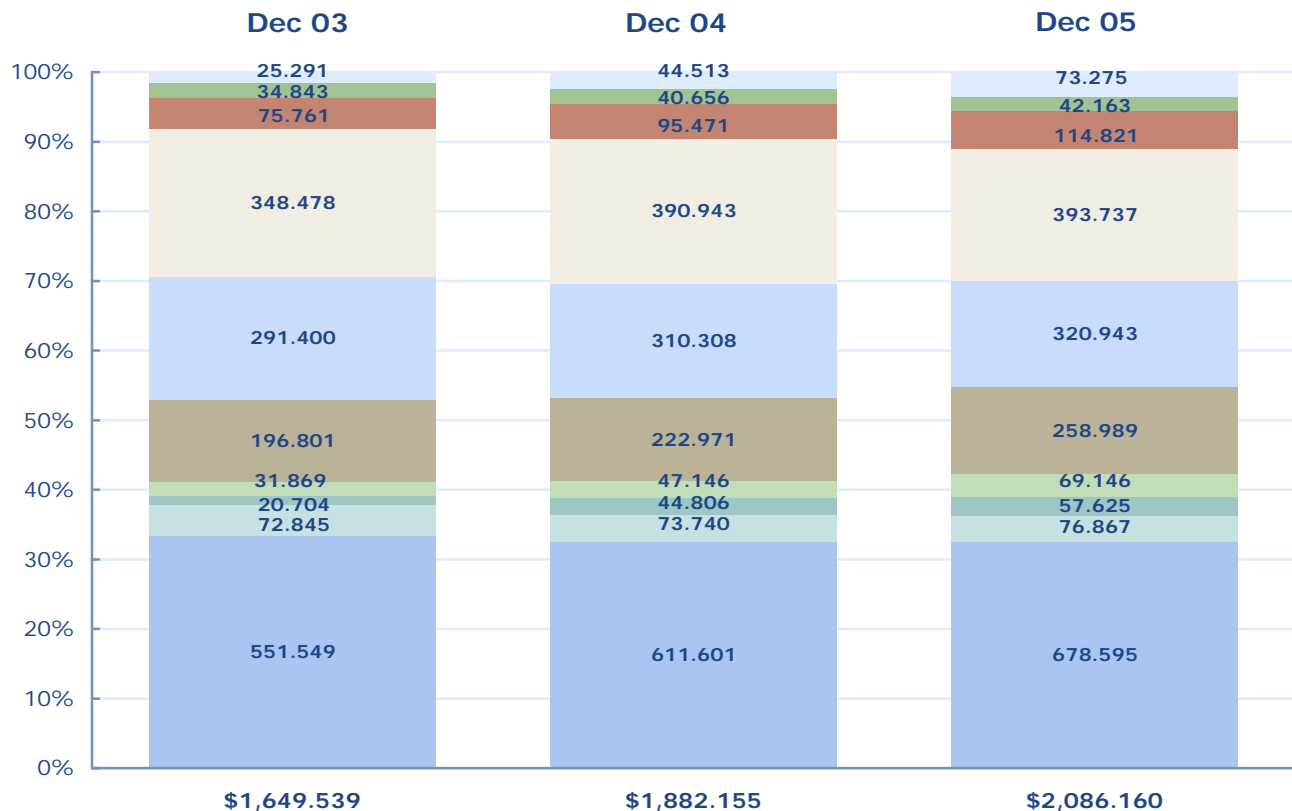 Dec 03 Dec 04 Dec 05
100% 25.291 44.513 73.275
34.843 40.656 42.163
75.761 95.471 114.821
90%
80% 348.478 390.943 393.737
70%
60% 291.400 310.308 320.943
50%
196.801 222.971 258.989
40% 31.869 47.146 69.146
20.704 44.806 57.625
72.845 73.740 76.867
30%
20%
551.549 611.601 678.595
10%
0%
$1,649.539 $1,882.155 $2,086.160